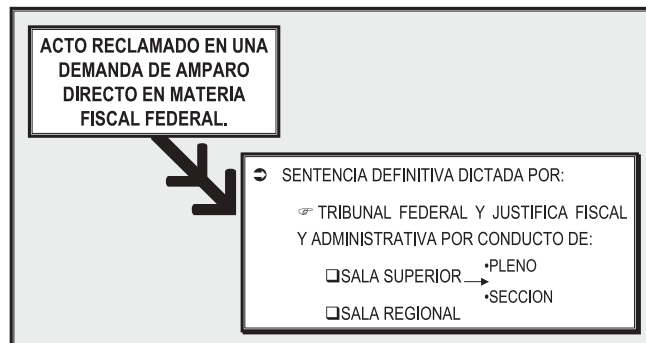 ACTO RECLAMADO EN UNA
DEMANDA DE AMPARO
DIRECTO EN MATERIA
FISCAL FEDERAL.
➲ SENTENCIA DEFINITIVA DICTADA POR:
☞ TRIBUNAL FEDERAL Y JUSTIFICA FISCAL
Y ADMINISTRATIVA POR CONDUCTO DE:
❑SALA SUPERIOR
•PLENO
•SECCION
❑SALA REGIONAL